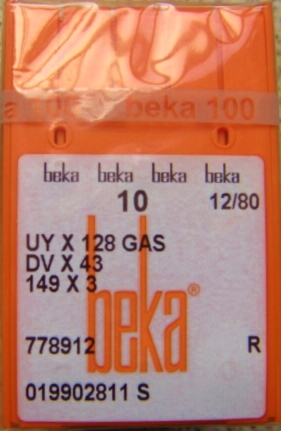 beka 100
beka beka beka beka
10 12/80
UY X 128 GAS
DV X 43
149 X 3
beka®
778912 R
019902811 S